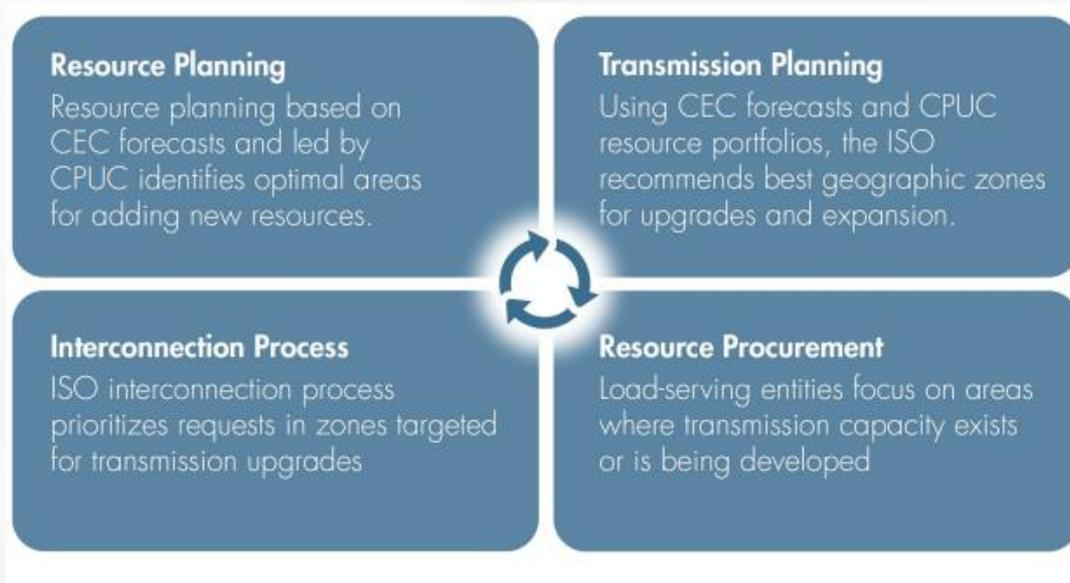 Resource Planning
Resource planning based on
CEC forecasts and led by
CPUC identifies optimal areas
for adding new resources.
Transmission Planning
Using CEC forecasts and CPUC
resource portfolios, the ISO
recommends best geographic zones
for upgrades and expansion.
Interconnection Process
ISO interconnection process
prioritizes requests in zones targeted
for transmission upgrades
Resource Procurement
Load-serving entities focus on areas
where transmission capacity exists
or is being developed